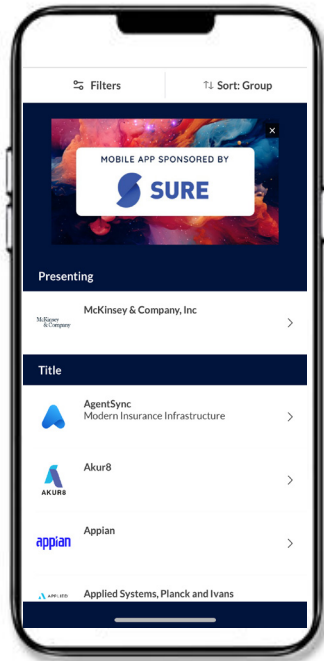 Filters
Sort: Group
MOBILE APP SPONSORED BY
SURE
Presenting
McKinsey & Company
McKinsey & Company, Inc
Title
AgentSync
Modern Insurance Infrastructure
AKUR8
Akur8
appian
Appian
APPLIED
Applied Systems, Planck and Ivans